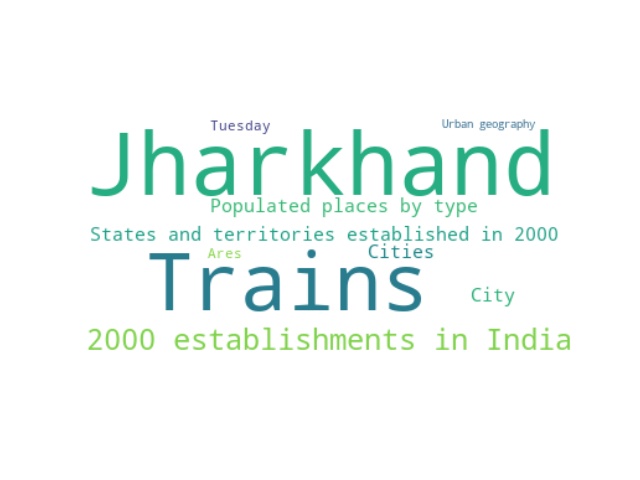 Tuesday
Urban geography
Jharkhand
Populated places by type
States and territories established in 2000
Ares
Cities
Trains
City
2000 establishments in India